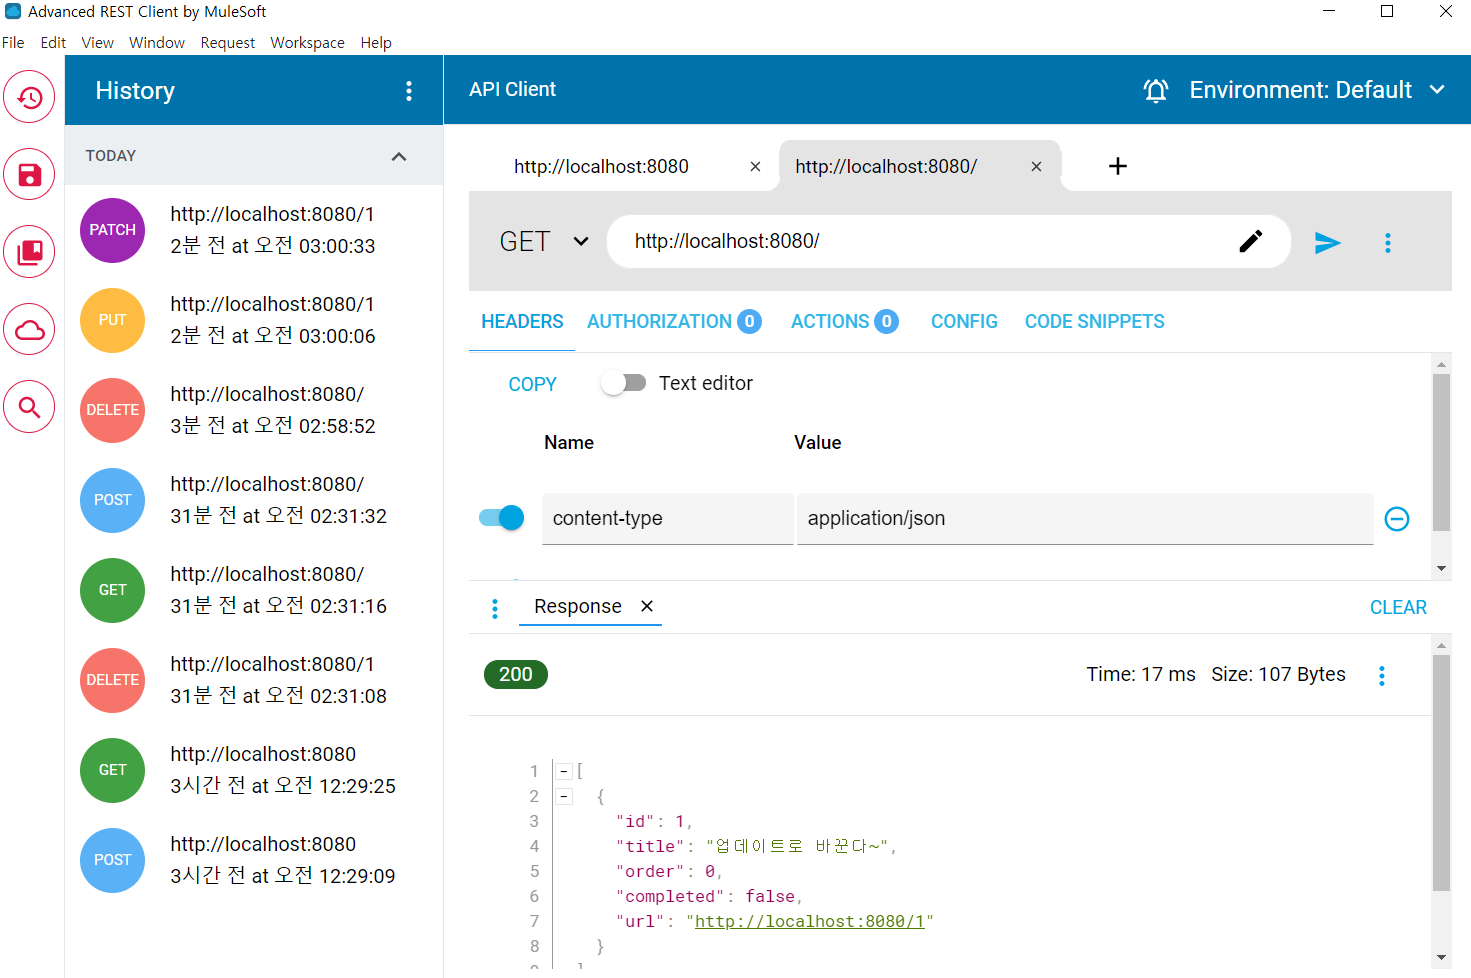 Advanced REST Client by MuleSoft
File Edit View Window Request Workspace Help
History
API Client
Environment: Default
TODAY
PATCH
http://localhost:8080/1
2분 전 at 오전 03:00:33
PUT
http://localhost:8080/1
2분 전 at 오전 03:00:06
DELETE
http://localhost:8080/
3분 전 at 오전 02:58:52
POST
http://localhost:8080/
31분 전 at 오전 02:31:32
GET
http://localhost:8080/
31분 전 at 오전 02:31:16
DELETE
http://localhost:8080/1
31분 전 at 오전 02:31:08
GET
http://localhost:8080
3시간 전 at 오전 12:29:25
POST
http://localhost:8080
3시간 전 at 오전 12:29:09
http://localhost:8080 http://localhost:8080/
GET http://localhost:8080/
HEADERS AUTHORIZATION 0 ACTIONS 0 CONFIG CODE SNIPPETS
COPY Text editor
Name Value
content-type application/json
Response CLEAR
200 Time: 17 ms Size: 107 Bytes
1 [
2 {
3 "id": 1,
4 "title": "업데이트로 바꾼다~",
5 "order": 0,
6 "completed": false,
7 "url": "http://localhost:8080/1"
8 }